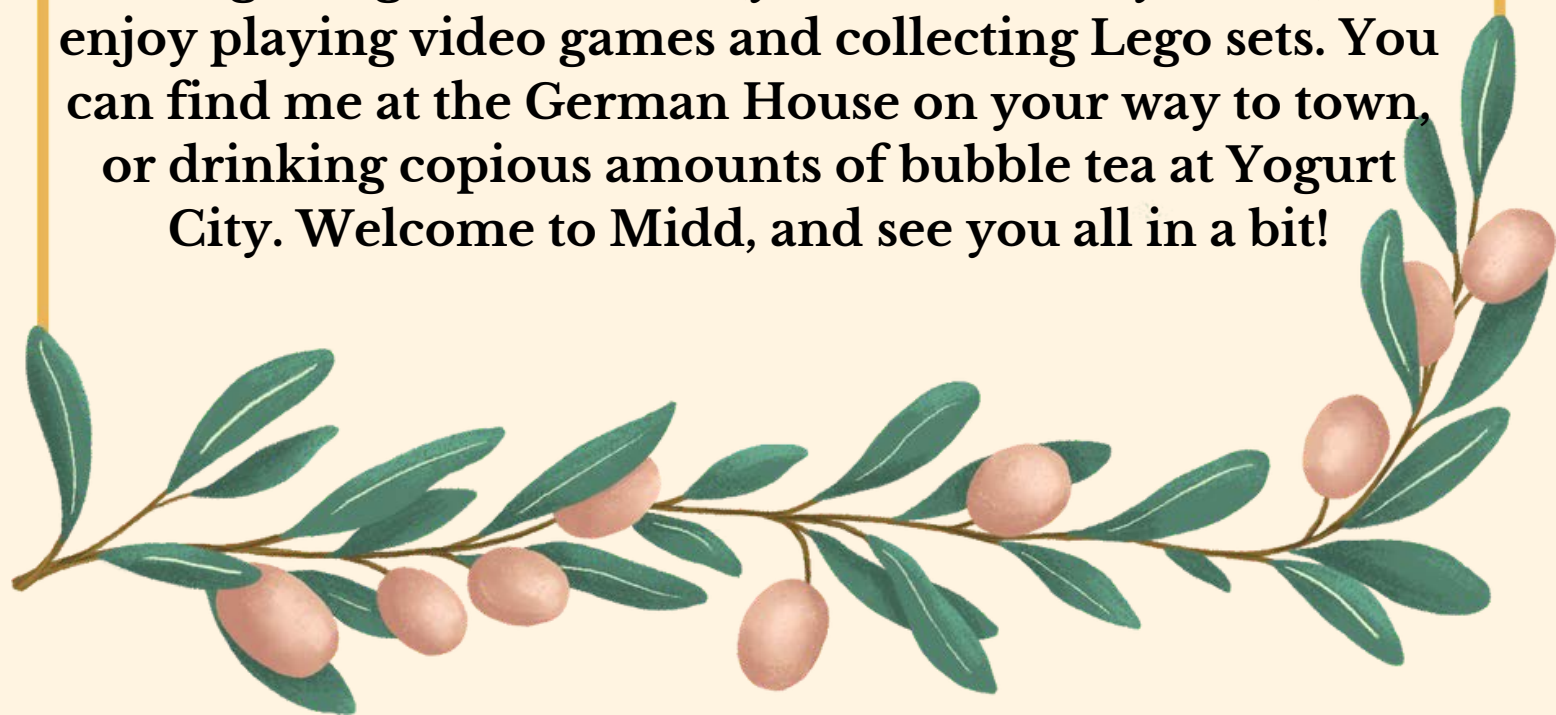 enjoy playing video games and collecting Lego sets. You
can find me at the German House on your way to town,
or drinking copious amounts of bubble tea at Yogurt
City. Welcome to Midd, and see you all in a bit!